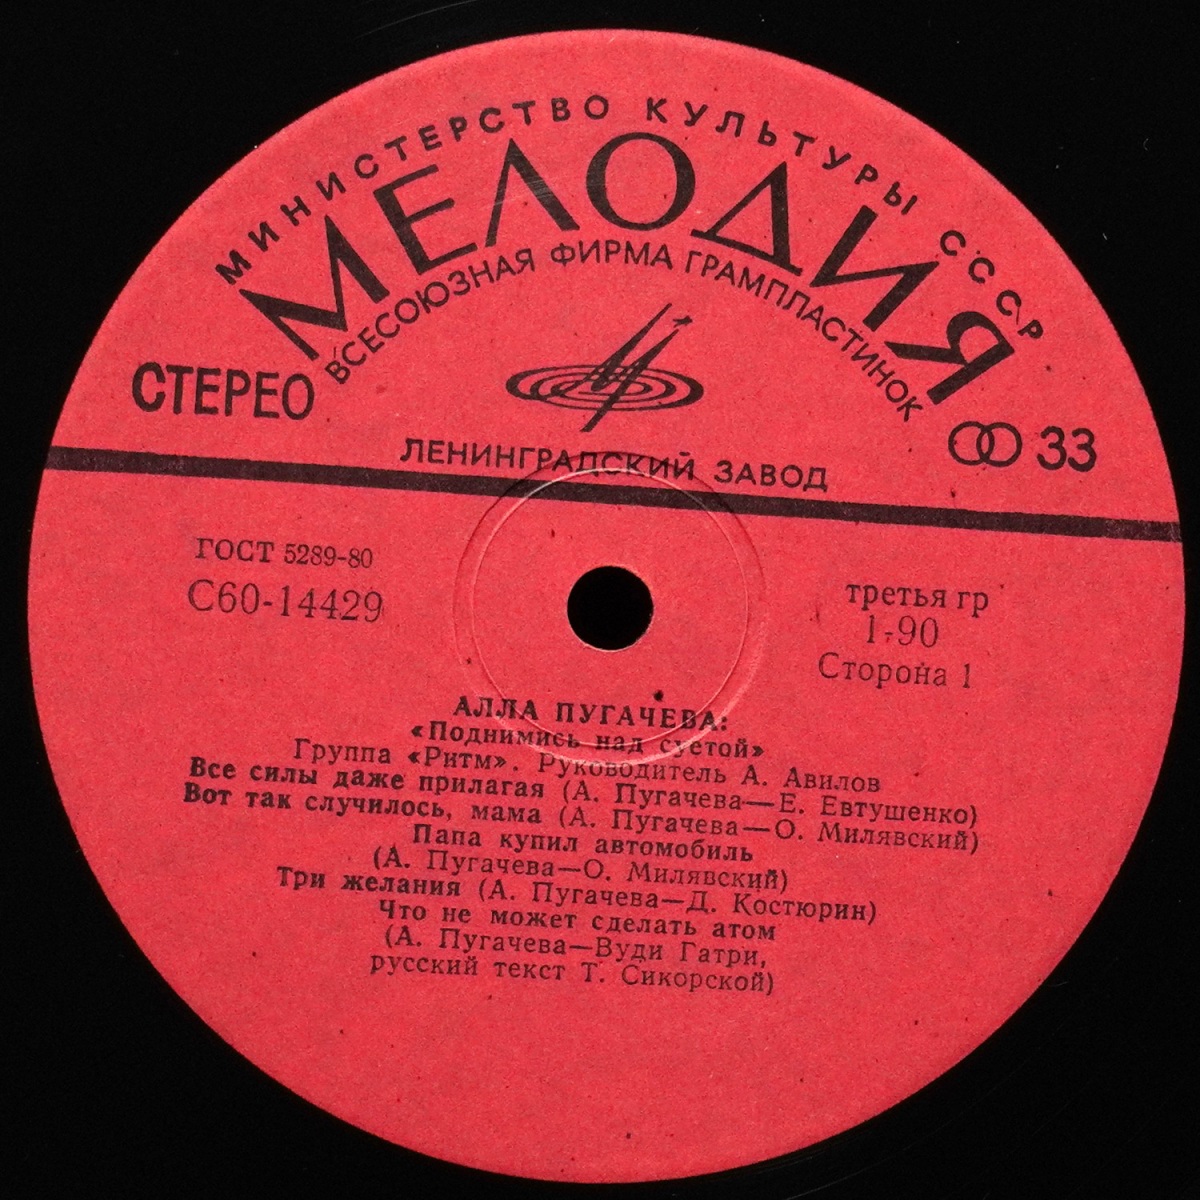 МИНИСТЕРСТВО КУЛЬТУРЫ СССР
МЕЛОДИЯ
ВСЕСОЮЗНАЯ ФИРМА ГРАМПЛАСТИНОК
СТЕРЕО
33
ЛЕНИНГРАДСКИЙ ЗАВОД
ГОСТ 5289-80
С60-14429
третья гр
1-90
Сторона 1
АЛЛА ПУГАЧЕВА:
«Поднимись над суетой»
Группа «Ритм». Руководитель А. Авилов
Все силы даже прилагая (А. Пугачева—Е. Евтушенко)
Вот так случилось, мама (А. Пугачева—О. Милявский)
Папа купил автомобиль
(А. Пугачева—О. Милявский)
Три желания (А. Пугачева—Д. Костюрин)
Что не может сделать атом
(А. Пугачева—Вуди Гатри,
русский текст Т. Сикорской)